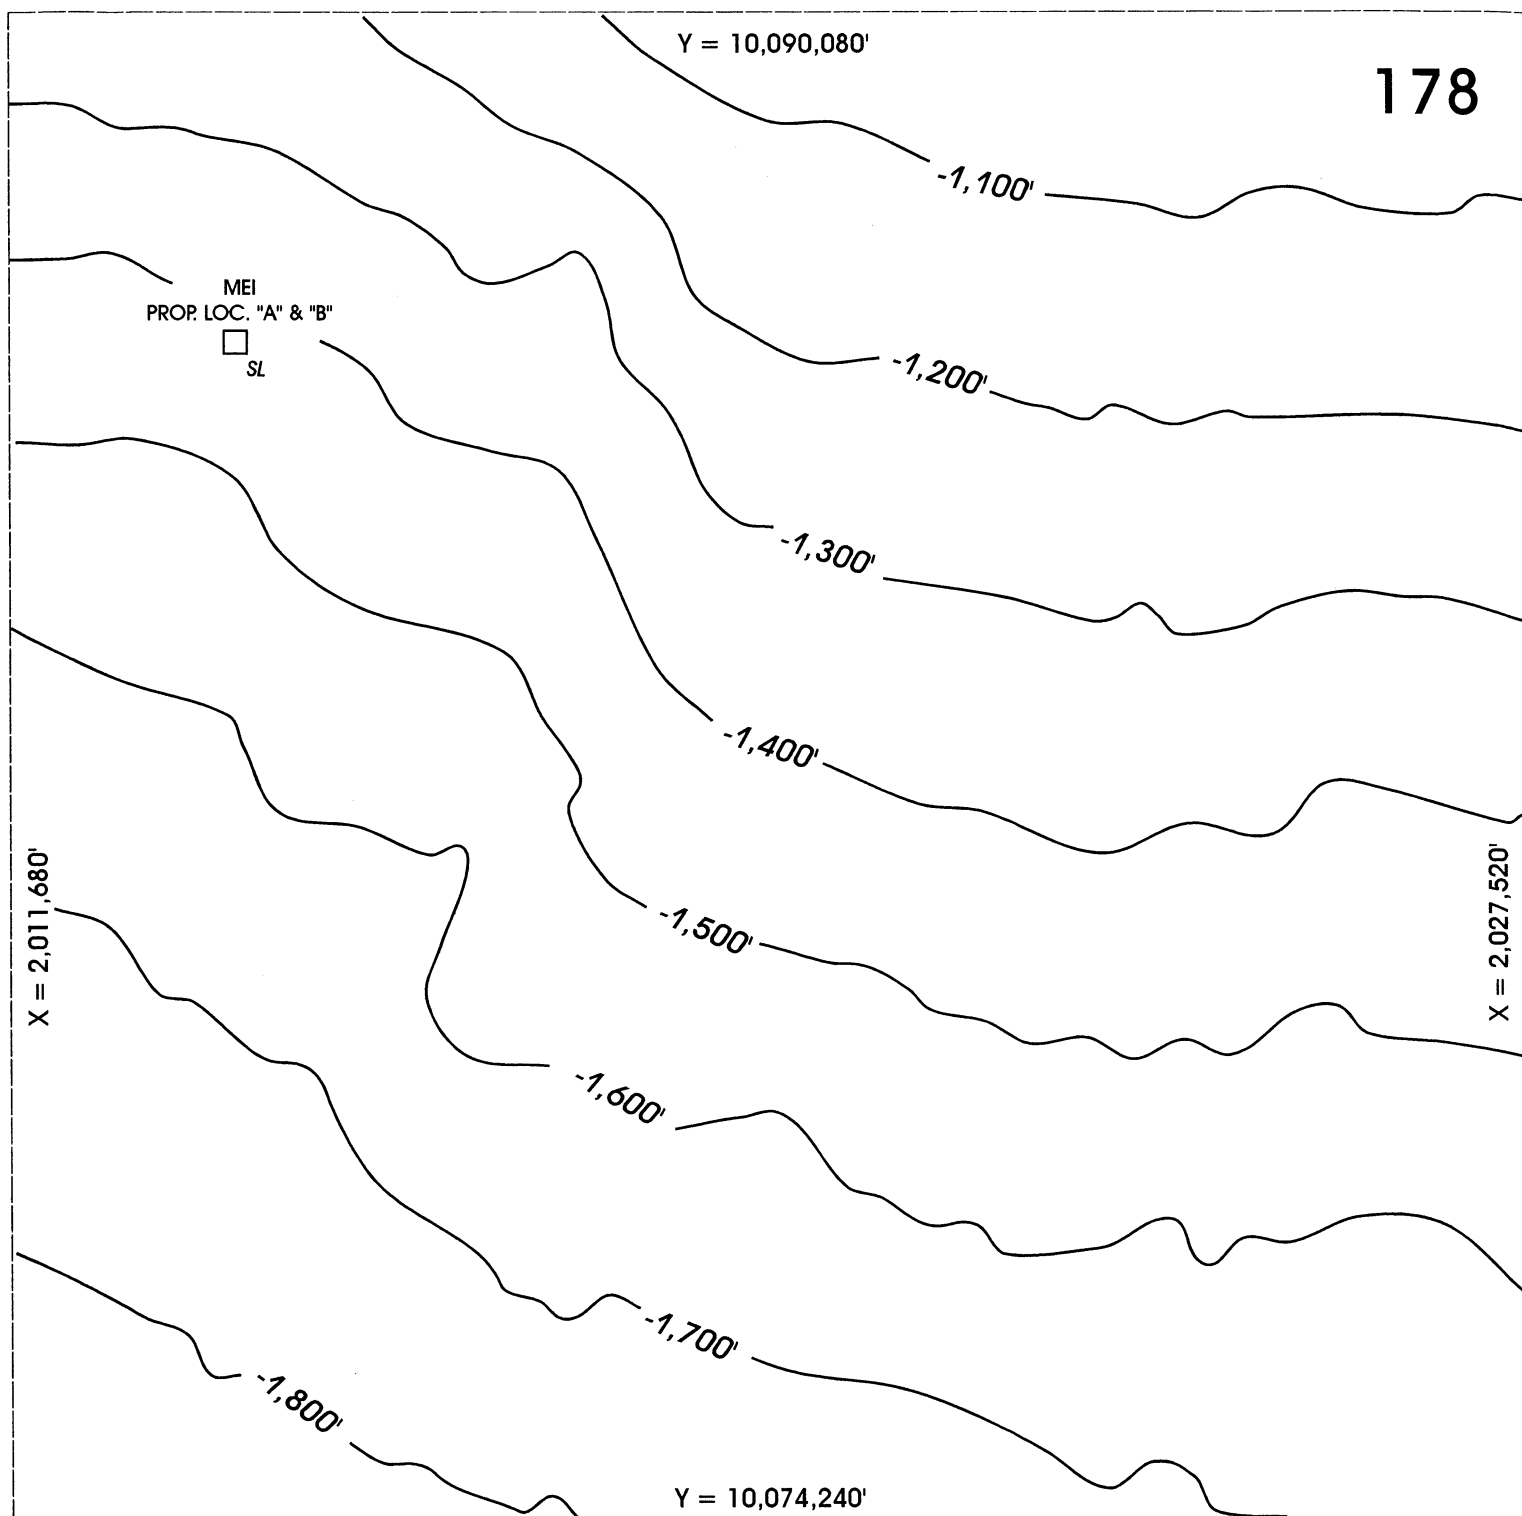 Y = 10,090,080'
178
-1,100'
MEI
PROP. LOC. "A" & "B"
SL
-1,200'
-1,300'
-1,400'
X = 2,011,680'
X = 2,027,520'
-1,500'
-1,600'
-1,700'
-1,800'
Y = 10,074,240'